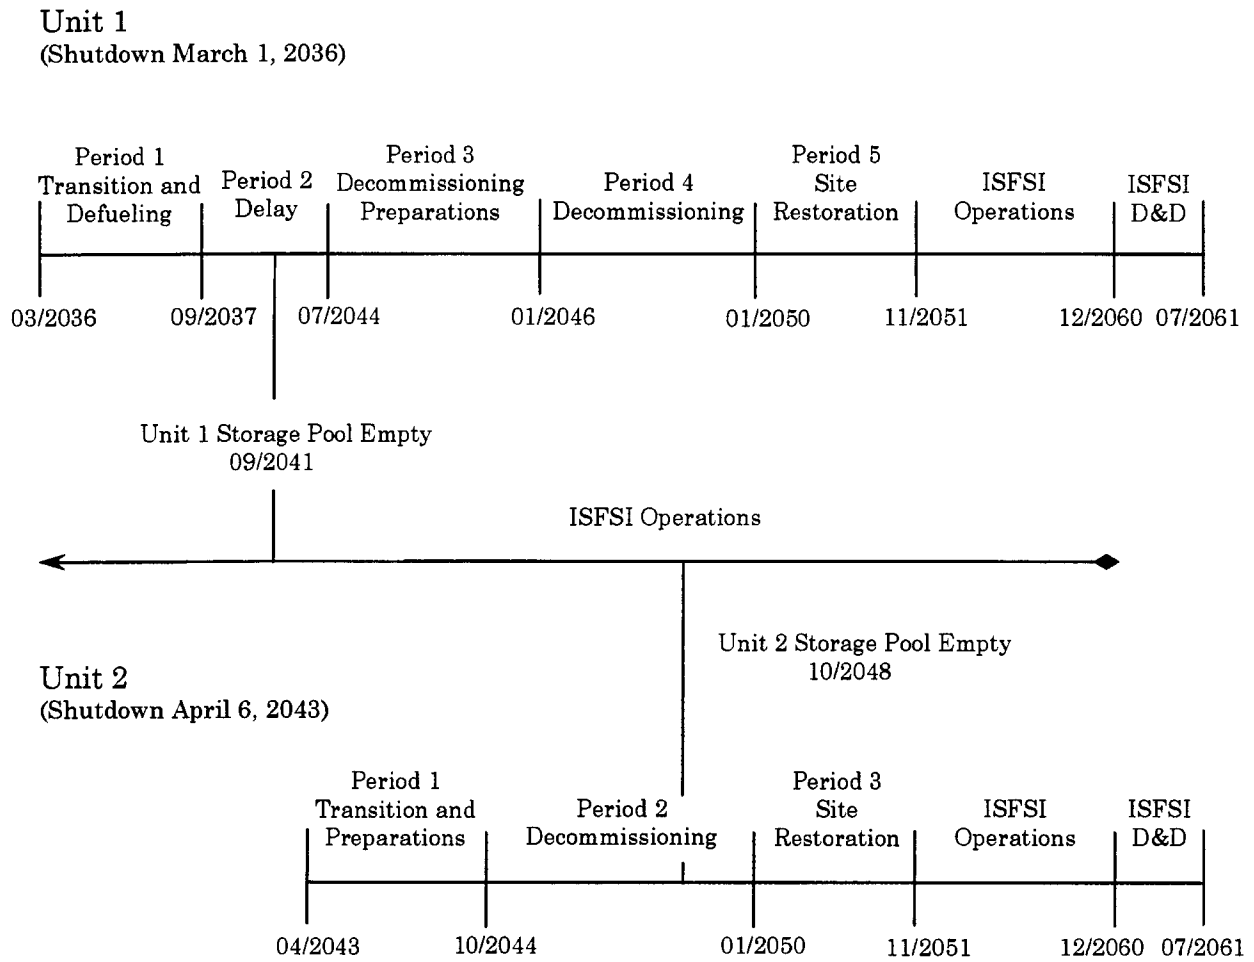 Unit 1
(Shutdown March 1, 2036)
Period 1
Transition and
Defueling
Period 2
Delay
Period 3
Decommissioning
Preparations
Period 4
Decommissioning
Period 5
Site
Restoration
ISFSI
Operations
ISFSI
D&D
03/2036
09/2037
07/2044
01/2046
01/2050
11/2051
12/2060
07/2061
Unit 1 Storage Pool Empty
09/2041
ISFSI Operations
Unit 2 Storage Pool Empty
10/2048
Unit 2
(Shutdown April 6, 2043)
Period 1
Transition and
Preparations
Period 2
Decommissioning
Period 3
Site
Restoration
ISFSI
Operations
ISFSI
D&D
04/2043
10/2044
01/2050
11/2051
12/2060
07/2061